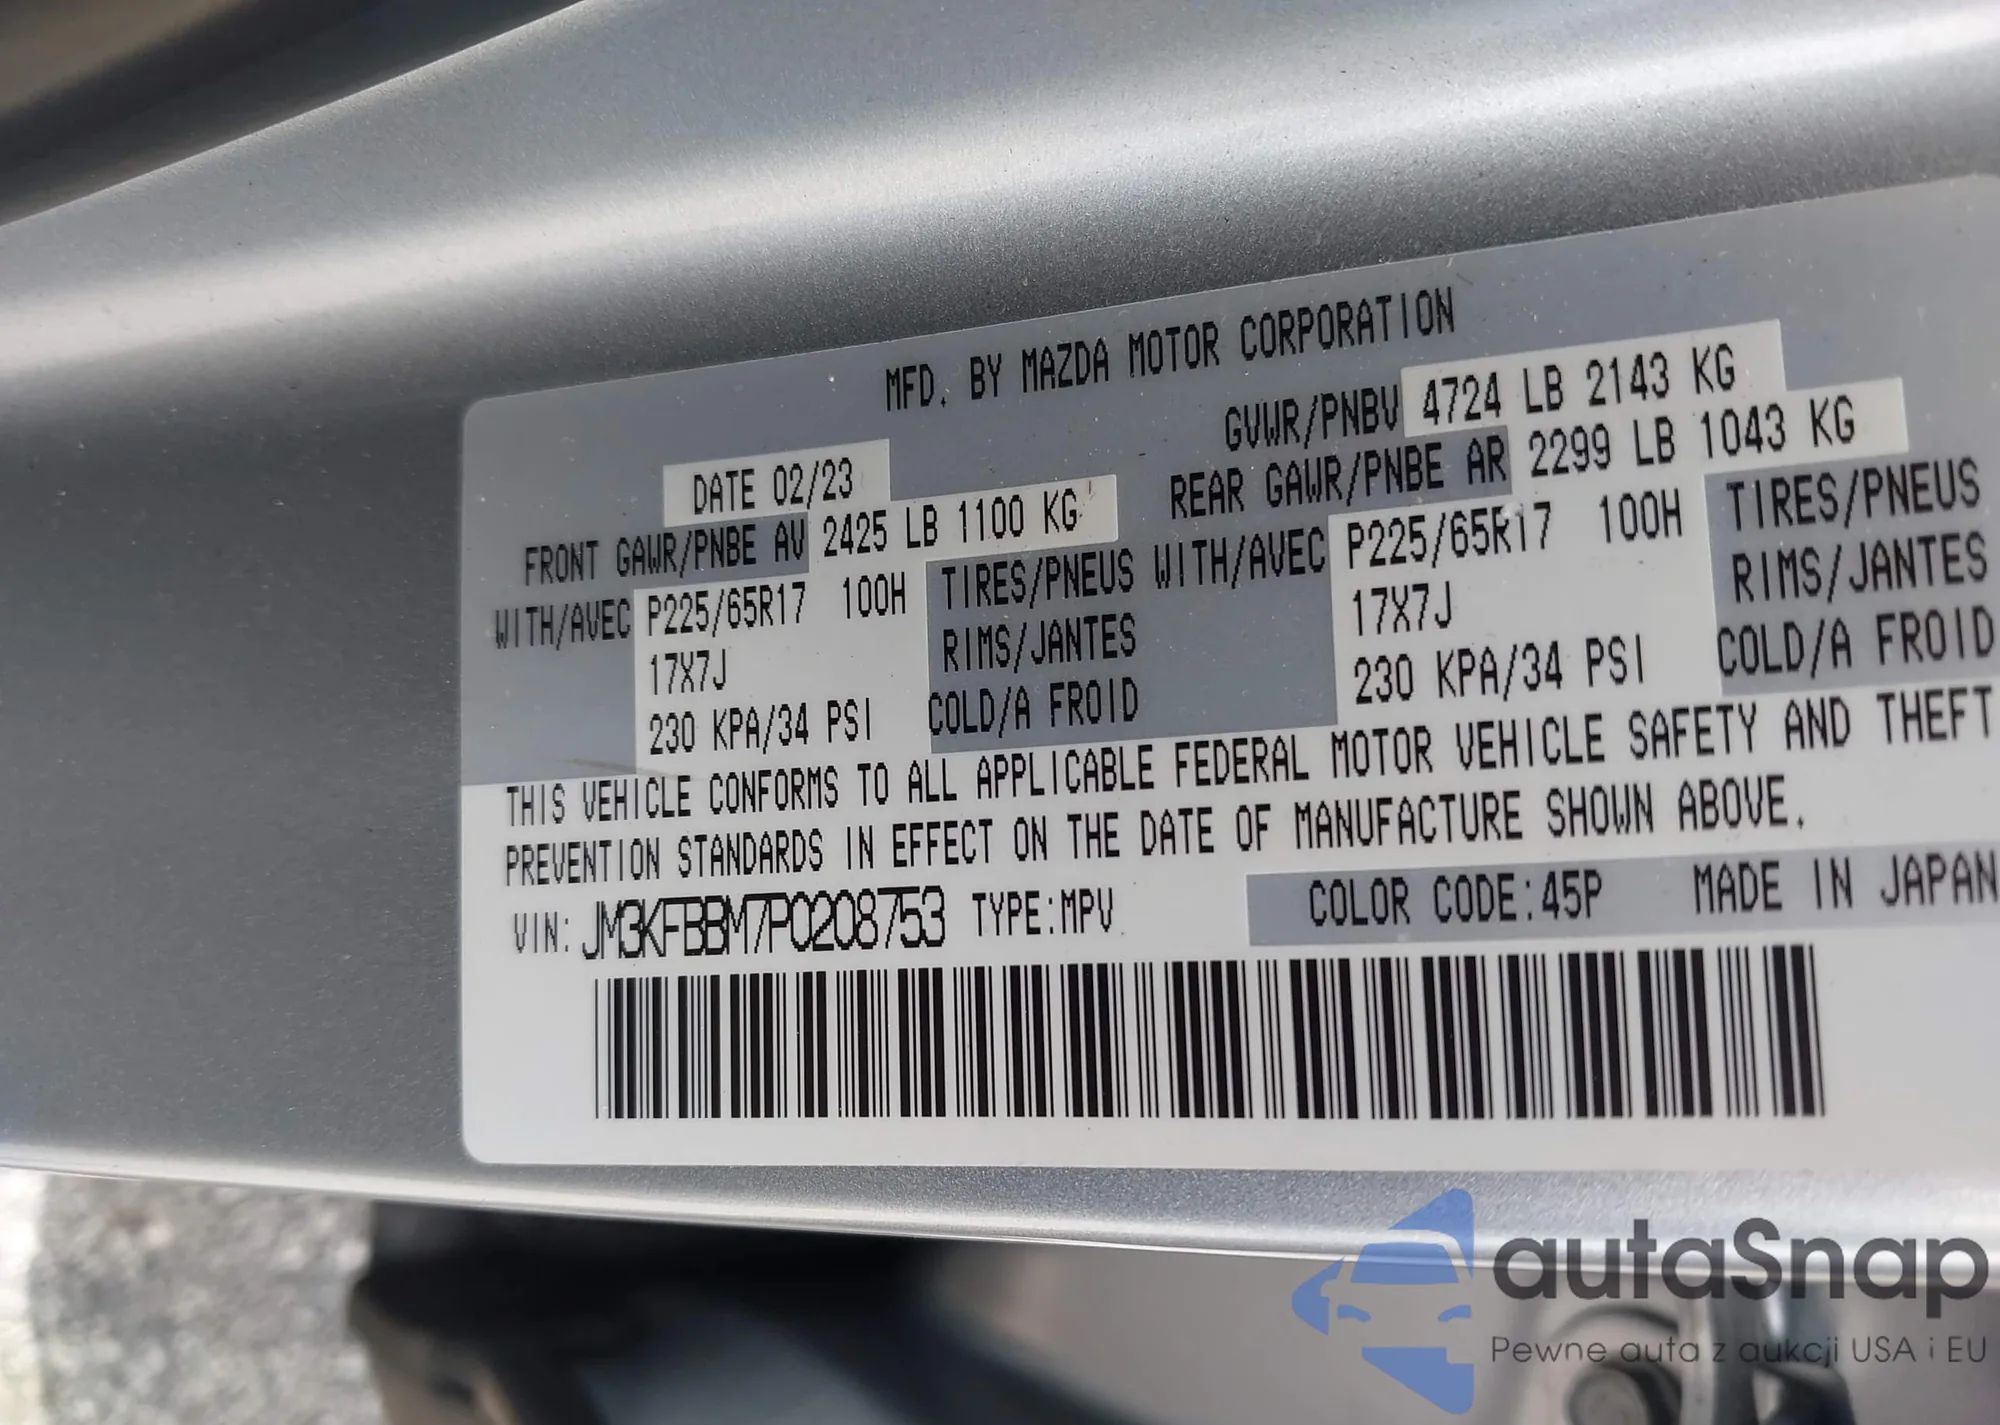 MFD. BY MAZDA MOTOR CORPORATION
DATE 02/23 GVWR/PNBV 4724 LB 2143 KG
FRONT GAWR/PNBE AV 2425 LB 1100 KG REAR GAWR/PNBE AR 2299 LB 1043 KG
WITH/AVEC P225/65R17 100H TIRES/PNEUS WITH/AVEC P225/65R17 100H TIRES/PNEUS
17X7J RIMS/JANTES 17X7J RIMS/JANTES
230 KPA/34 PSI COLD/A FROID 230 KPA/34 PSI COLD/A FROID
THIS VEHICLE CONFORMS TO ALL APPLICABLE FEDERAL MOTOR VEHICLE SAFETY AND THEFT
PREVENTION STANDARDS IN EFFECT ON THE DATE OF MANUFACTURE SHOWN ABOVE.
VIN: JM3KFBBM7P0208753 TYPE:MPV COLOR CODE:45P MADE IN JAPAN
autaSnap
Pewne auta z aukcji USA i EU